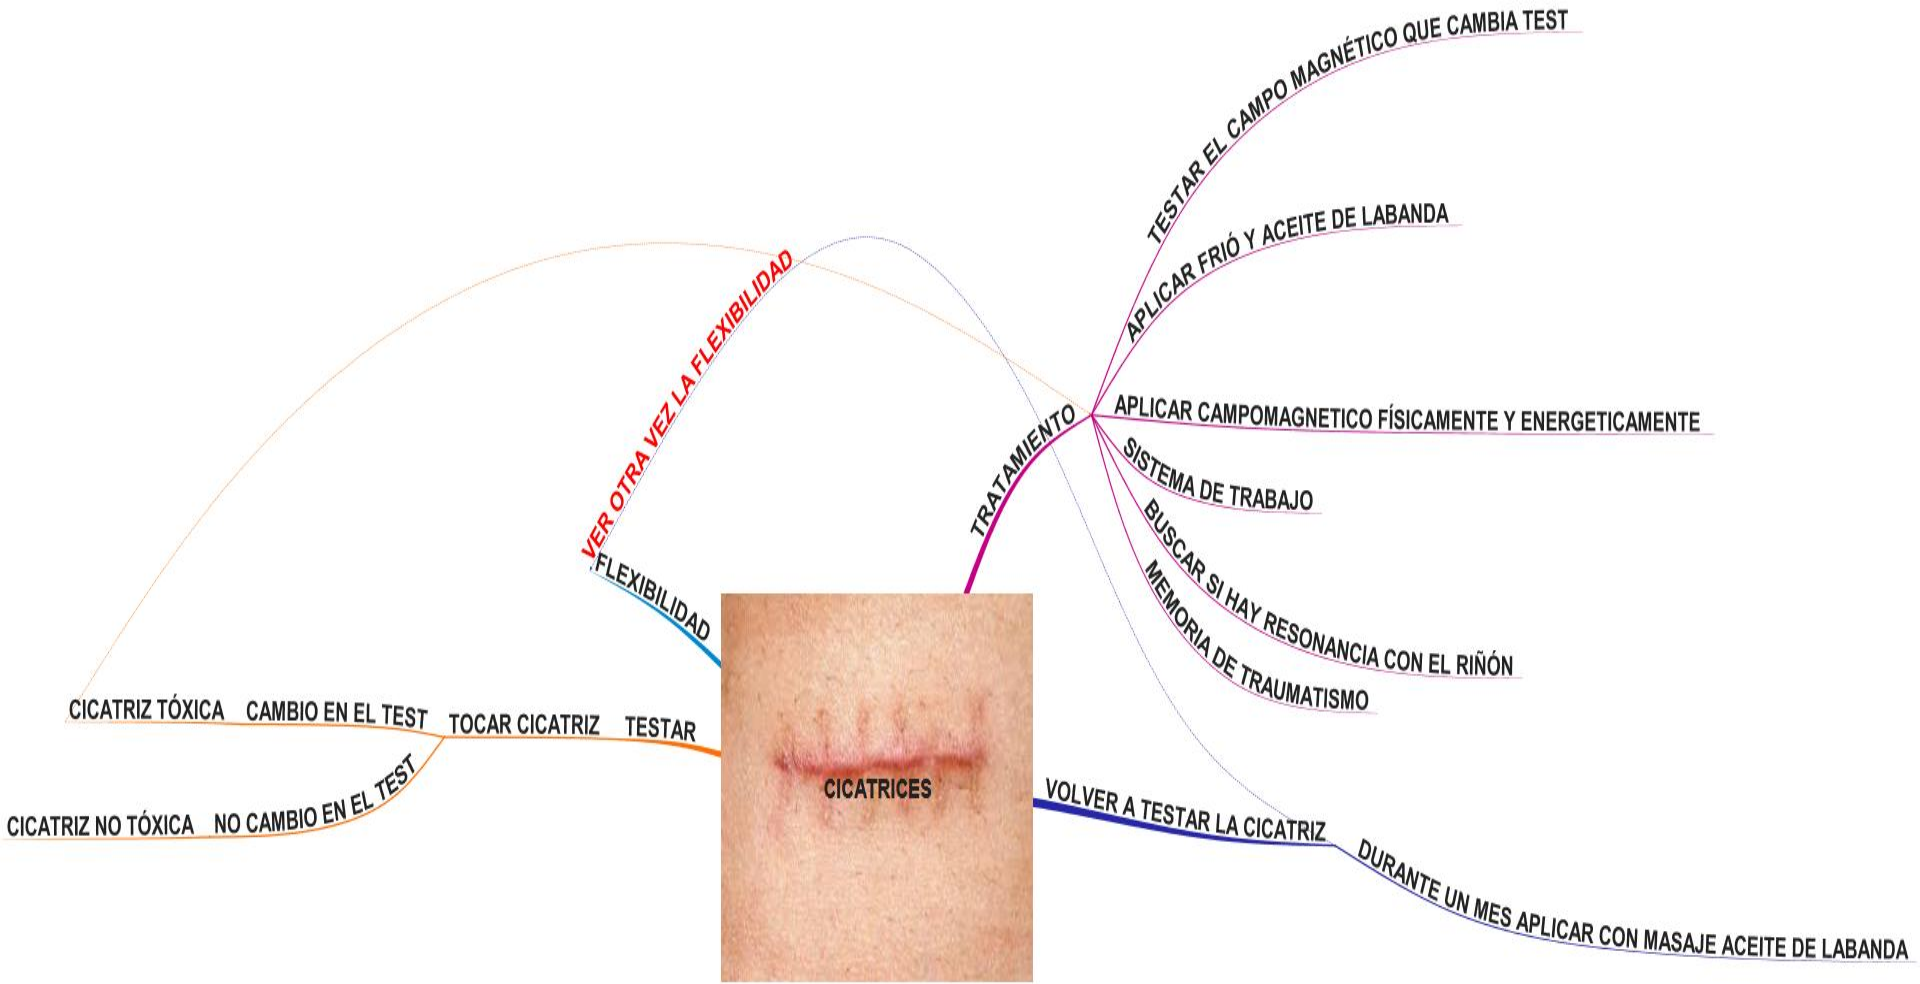 TESTAR EL CAMPO MAGNÉTICO QUE CAMBIA TEST
APLICAR FRIÓ Y ACEITE DE LABANDA
APLICAR CAMPOMAGNETICO FÍSICAMENTE Y ENERGETICAMENTE
SISTEMA DE TRABAJO
BUSCAR SI HAY RESONANCIA CON EL RIÑÓN
MEMORIA DE TRAUMATISMO
TRATAMIENTO
VER OTRA VEZ LA FLEXIBILIDAD
FLEXIBILIDAD
CICATRIZ TÓXICA CAMBIO EN EL TEST TOCAR CICATRIZ TESTAR
CICATRIZ NO TÓXICA NO CAMBIO EN EL TEST
CICATRICES
VOLVER A TESTAR LA CICATRIZ
DURANTE UN MES APLICAR CON MASAJE ACEITE DE LABANDA